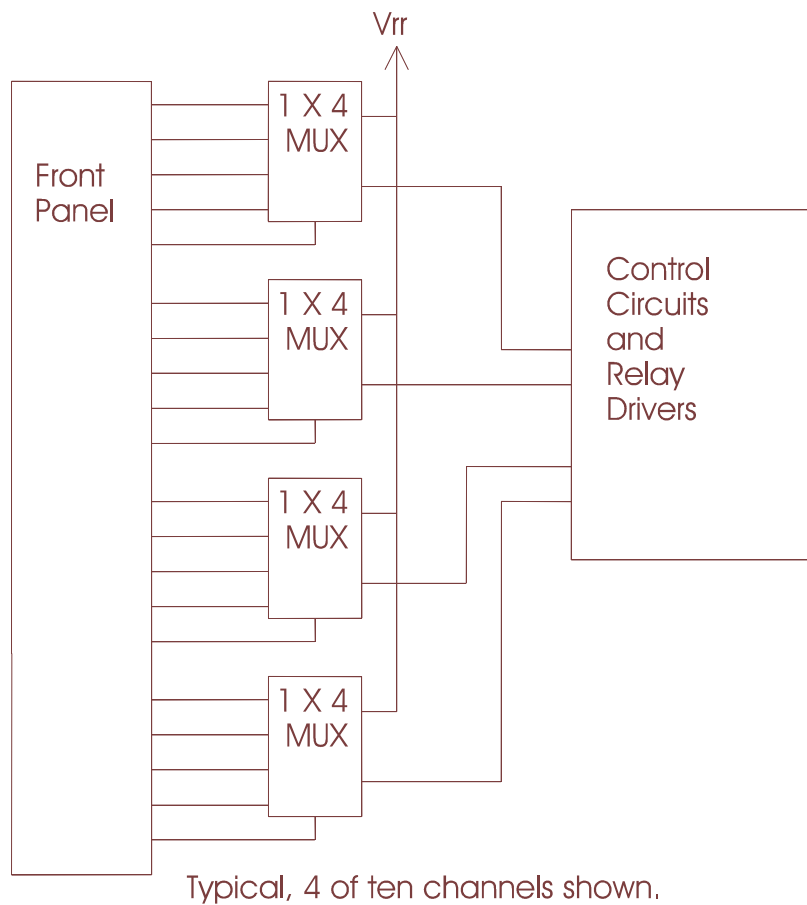 Vrr
Front
Panel
1 X 4
MUX
1 X 4
MUX
1 X 4
MUX
1 X 4
MUX
Control
Circuits
and
Relay
Drivers
Typical, 4 of ten channels shown.